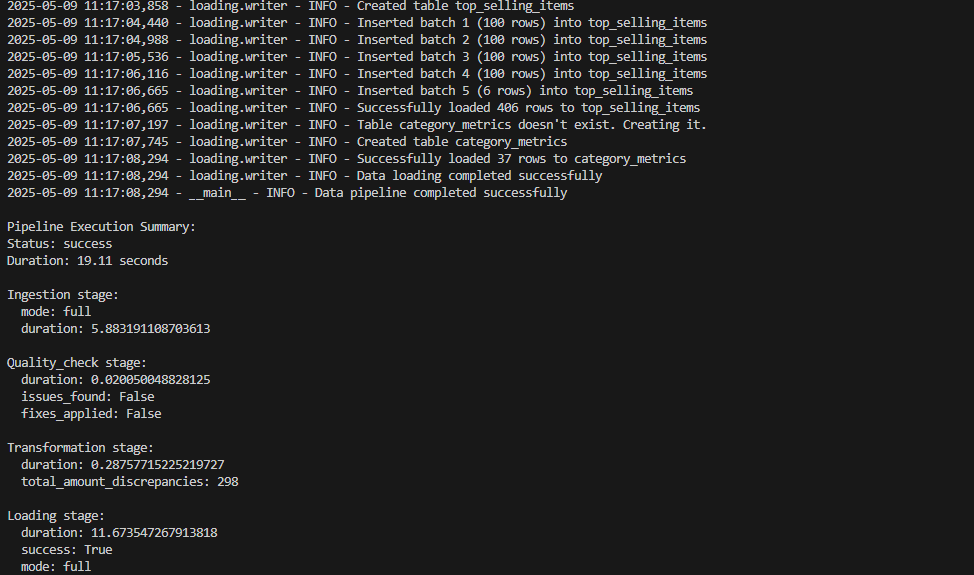 2025-05-09 11:17:03,858 - loading.writer - INFO - Created table top_selling_items
2025-05-09 11:17:04,440 - loading.writer - INFO - Inserted batch 1 (100 rows) into top_selling_items
2025-05-09 11:17:04,988 - loading.writer - INFO - Inserted batch 2 (100 rows) into top_selling_items
2025-05-09 11:17:05,536 - loading.writer - INFO - Inserted batch 3 (100 rows) into top_selling_items
2025-05-09 11:17:06,116 - loading.writer - INFO - Inserted batch 4 (100 rows) into top_selling_items
2025-05-09 11:17:06,665 - loading.writer - INFO - Inserted batch 5 (6 rows) into top_selling_items
2025-05-09 11:17:06,665 - loading.writer - INFO - Successfully loaded 406 rows to top_selling_items
2025-05-09 11:17:07,197 - loading.writer - INFO - Table category_metrics doesn't exist. Creating it.
2025-05-09 11:17:07,745 - loading.writer - INFO - Created table category_metrics
2025-05-09 11:17:08,294 - loading.writer - INFO - Successfully loaded 37 rows to category_metrics
2025-05-09 11:17:08,294 - loading.writer - INFO - Data loading completed successfully
2025-05-09 11:17:08,294 - __main__ - INFO - Data pipeline completed successfully
Pipeline Execution Summary:
Status: success
Duration: 19.11 seconds
Ingestion stage:
mode: full
duration: 5.883191108703613
Quality_check stage:
duration: 0.020050048828125
issues_found: False
fixes_applied: False
Transformation stage:
duration: 0.28757715225219727
total_amount_discrepancies: 298
Loading stage:
duration: 11.673547267913818
success: True
mode: full